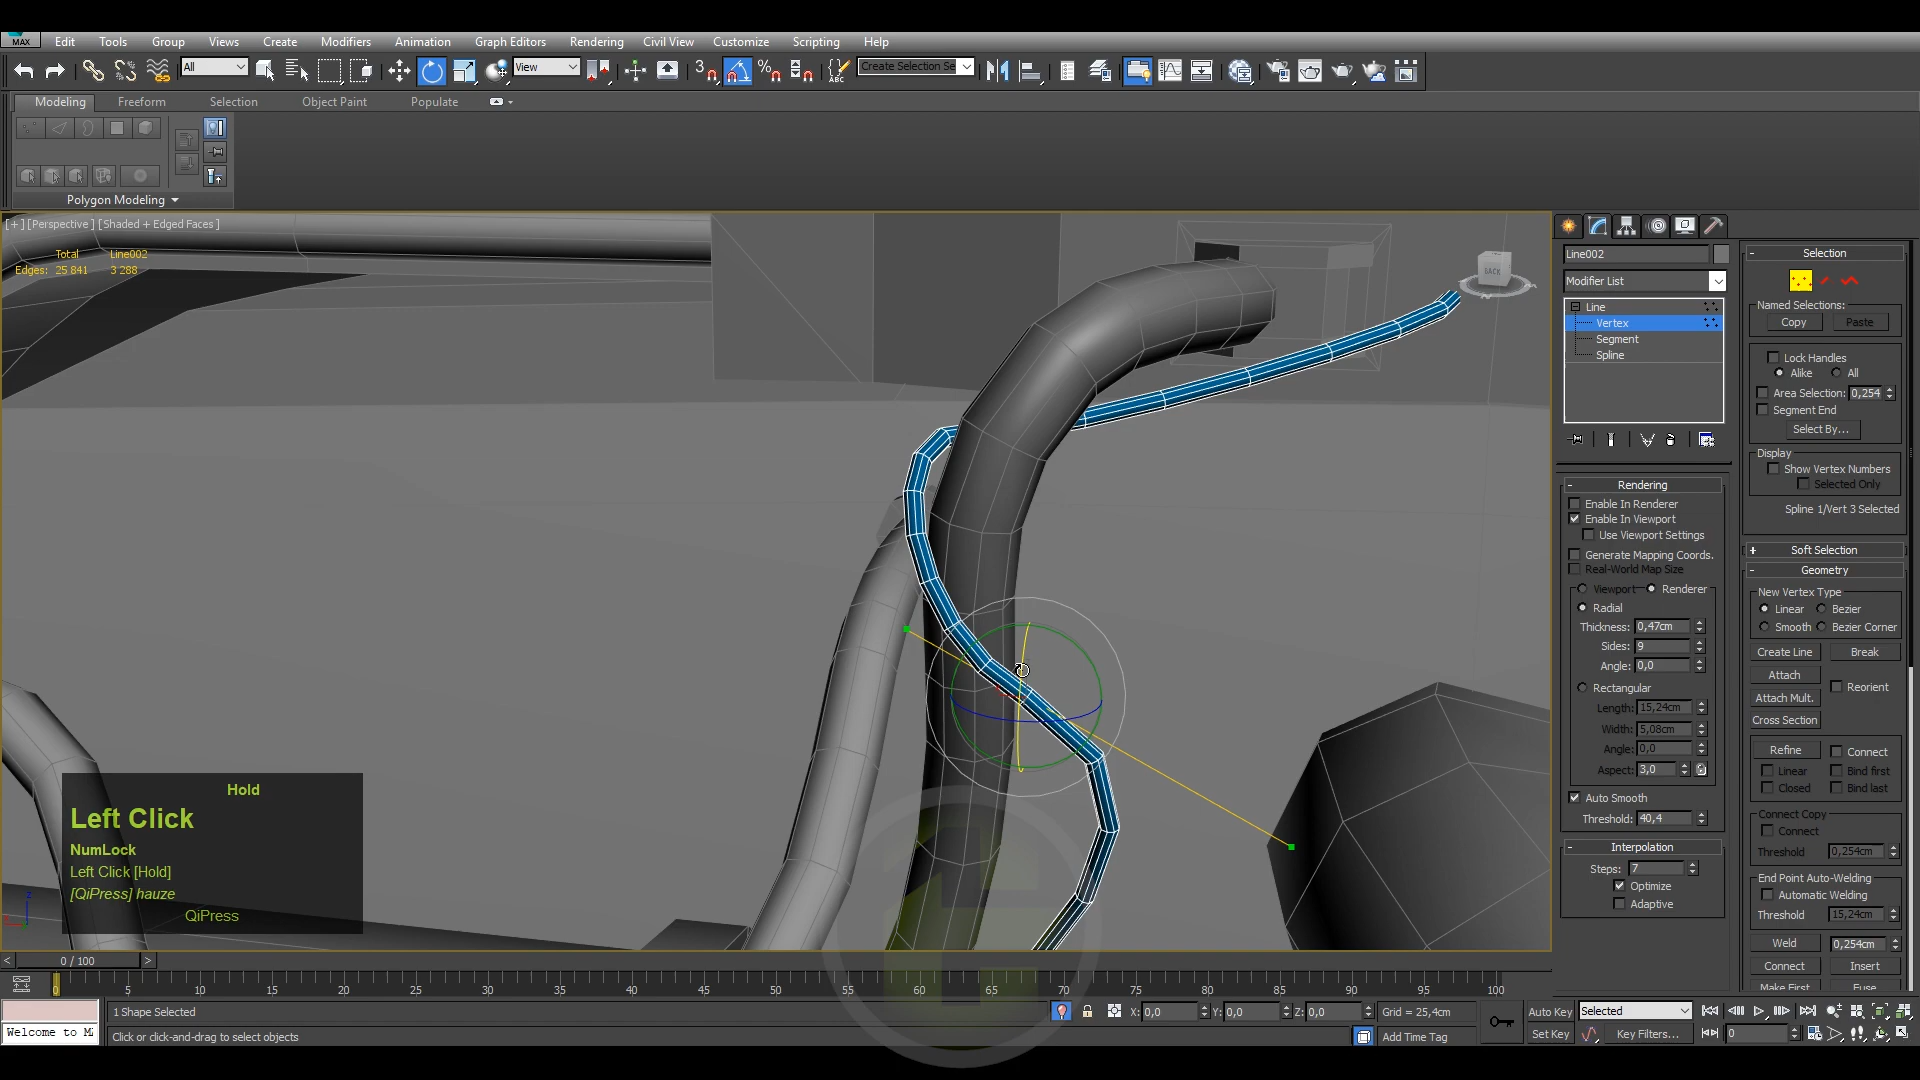 MAX Edit Tools Group Views Create Modifiers Animation Graph Editors Rendering Civil View Customize Scripting Help
All View Create Selection Se
Modeling Freeform Selection Object Paint Populate
Polygon Modeling
[+] [Perspective] [Shaded + Edged Faces]
Total Line002
Edges: 25 841 3 288
BACK
Hold
Left Click
NumLock
Left Click [Hold]
[QiPress] hauze
QiPress
Line002
Modifier List
Line
Vertex
Segment
Spline
Rendering
Enable In Renderer
Enable In Viewport
Use Viewport Settings
Generate Mapping Coords.
Real-World Map Size
Viewport Renderer
Radial
Thickness: 0,47cm
Sides: 9
Angle: 0,0
Rectangular
Length: 15,24cm
Width: 5,08cm
Angle: 0,0
Aspect: 3,0
Auto Smooth
Threshold: 40,4
Interpolation
Steps: 7
Optimize
Adaptive
Selection
Named Selections:
Copy Paste
Lock Handles
Alike All
Area Selection: 0,254
Segment End
Select By...
Display
Show Vertex Numbers
Selected Only
Spline 1/Vert 3 Selected
Soft Selection
Geometry
New Vertex Type
Linear Bezier
Smooth Bezier Corner
Create Line Break
Attach
Reorient
Attach Mult.
Cross Section
Refine Connect
Linear Bind first
Closed Bind last
Connect Copy
Connect
Threshold 0,254cm
End Point Auto-Welding
Automatic Welding
Threshold 15,24cm
Weld 0,254cm
Connect Insert
Make First Fuse
0 / 100
0 5 10 15 20 25 30 35 40 45 50 55 60 65 70 75 80 85 90 95 100
1 Shape Selected
X: 0,0 Y: 0,0 Z: 0,0 Grid = 25,4cm
Auto Key Selected
Welcome to M
Click or click-and-drag to select objects
Add Time Tag
Set Key Key Filters... 0